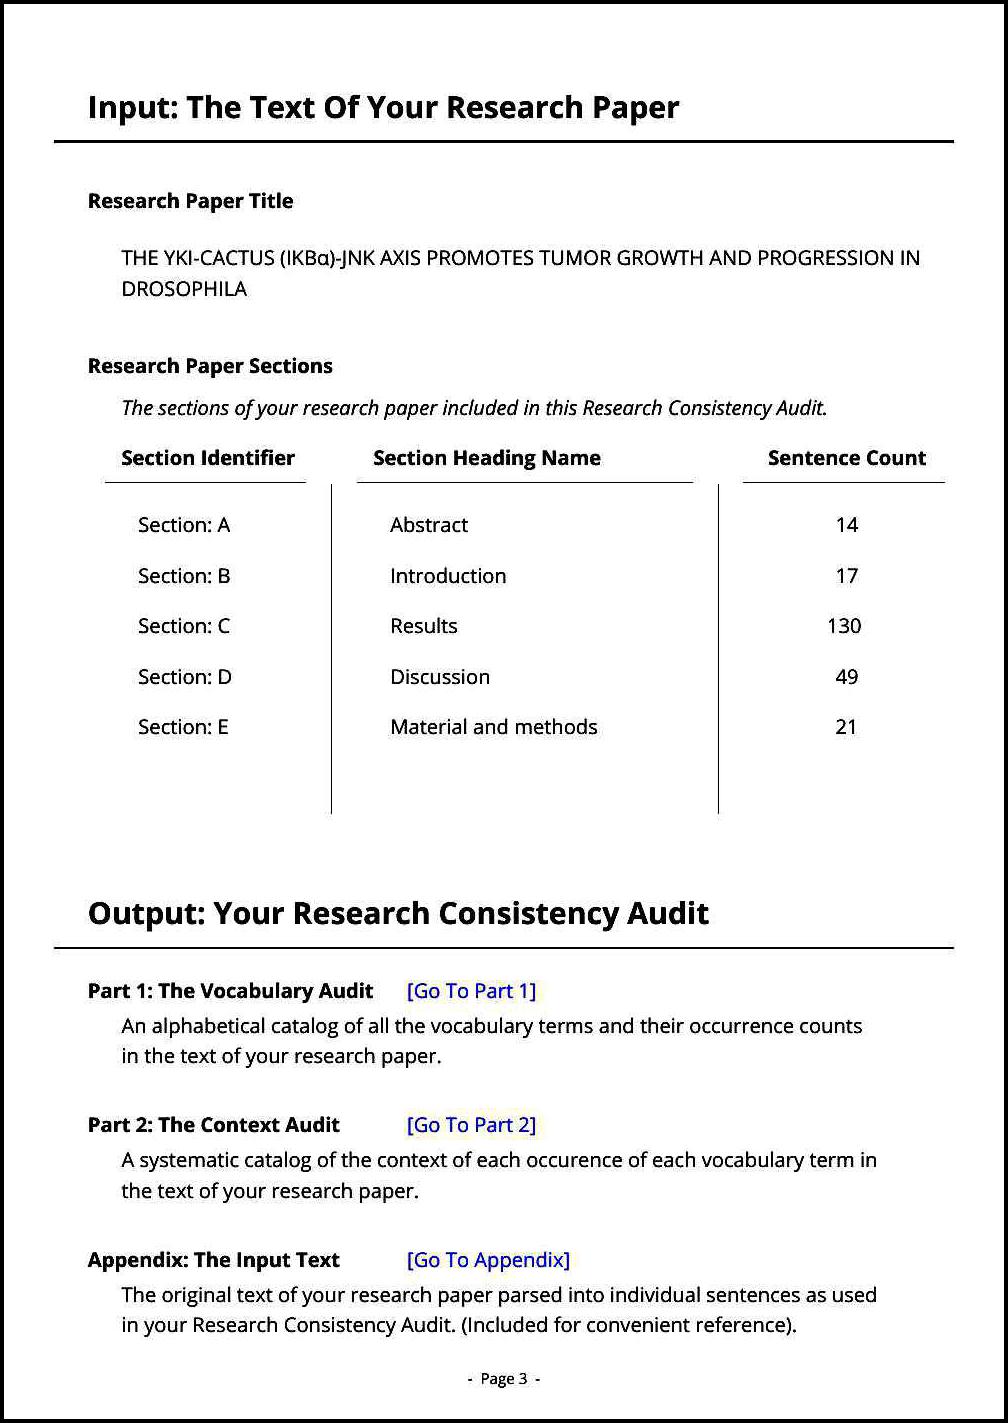 Input: The Text Of Your Research Paper
Research Paper Title
THE YKI-CACTUS (IKBα)-JNK AXIS PROMOTES TUMOR GROWTH AND PROGRESSION IN
DROSOPHILA
Research Paper Sections
The sections of your research paper included in this Research Consistency Audit.
Section Identifier Section Heading Name Sentence Count
Section: A Abstract 14
Section: B Introduction 17
Section: C Results 130
Section: D Discussion 49
Section: E Material and methods 21
Output: Your Research Consistency Audit
Part 1: The Vocabulary Audit [Go To Part 1]
An alphabetical catalog of all the vocabulary terms and their occurrence counts
in the text of your research paper.
Part 2: The Context Audit [Go To Part 2]
A systematic catalog of the context of each occurence of each vocabulary term in
the text of your research paper.
Appendix: The Input Text [Go To Appendix]
The original text of your research paper parsed into individual sentences as used
in your Research Consistency Audit. (Included for convenient reference).
- Page 3 -